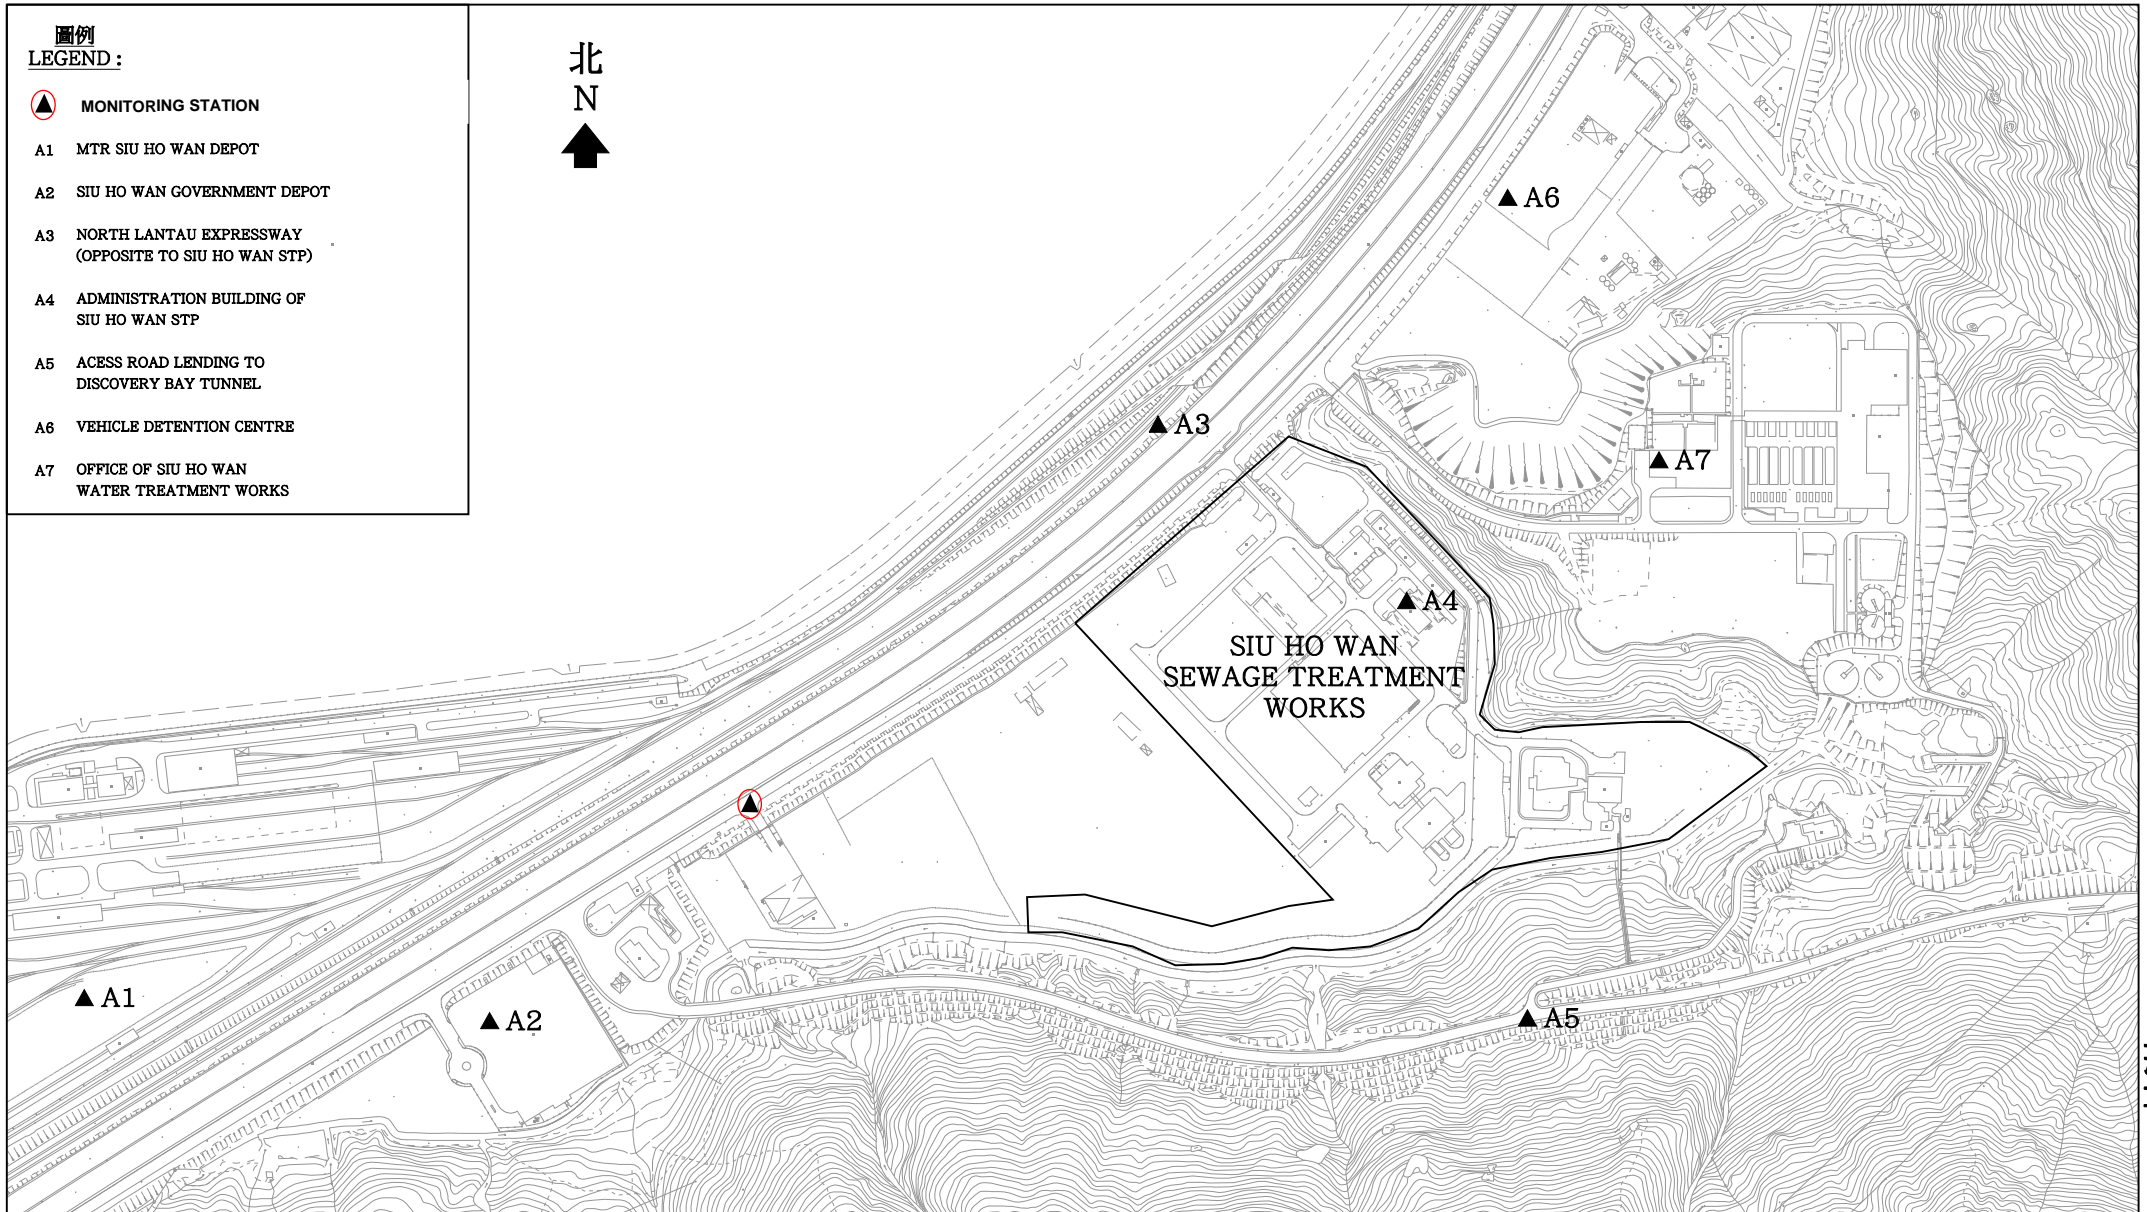 圖例
LEGEND :
MONITORING STATION
A1 MTR SIU HO WAN DEPOT
A2 SIU HO WAN GOVERNMENT DEPOT
A3 NORTH LANTAU EXPRESSWAY
(OPPOSITE TO SIU HO WAN STP)
A4 ADMINISTRATION BUILDING OF
SIU HO WAN STP
A5 ACESS ROAD LENDING TO
DISCOVERY BAY TUNNEL
A6 VEHICLE DETENTION CENTRE
A7 OFFICE OF SIU HO WAN
WATER TREATMENT WORKS
北
N
A6
A3
A7
A4
SIU HO WAN
SEWAGE TREATMENT
WORKS
A1
A2
A5